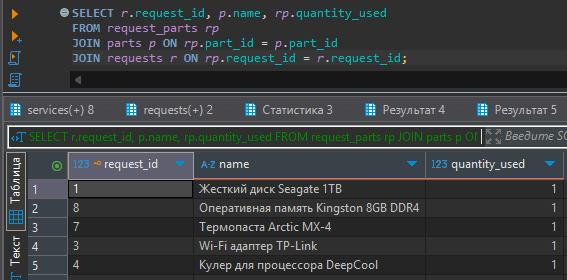 SELECT r.request_id, p.name, rp.quantity_used
FROM request_parts rp
JOIN parts p ON rp.part_id = p.part_id
JOIN requests r ON rp.request_id = r.request_id;
services(+) 8 requests(+) 2 Статистика 3 Результат 4 Результат 5
SELECT r.request_id, p.name, rp.quantity_used FROM request_parts rp JOIN parts p ON Введите SQ
Таблица
Текст
123 request_id A-Z name 123 quantity_used
1 1 Жесткий диск Seagate 1TB 1
2 8 Оперативная память Kingston 8GB DDR4 1
3 7 Термопаста Arctic MX-4 1
4 3 Wi-Fi адаптер TP-Link 1
5 4 Кулер для процессора DeepCool 1